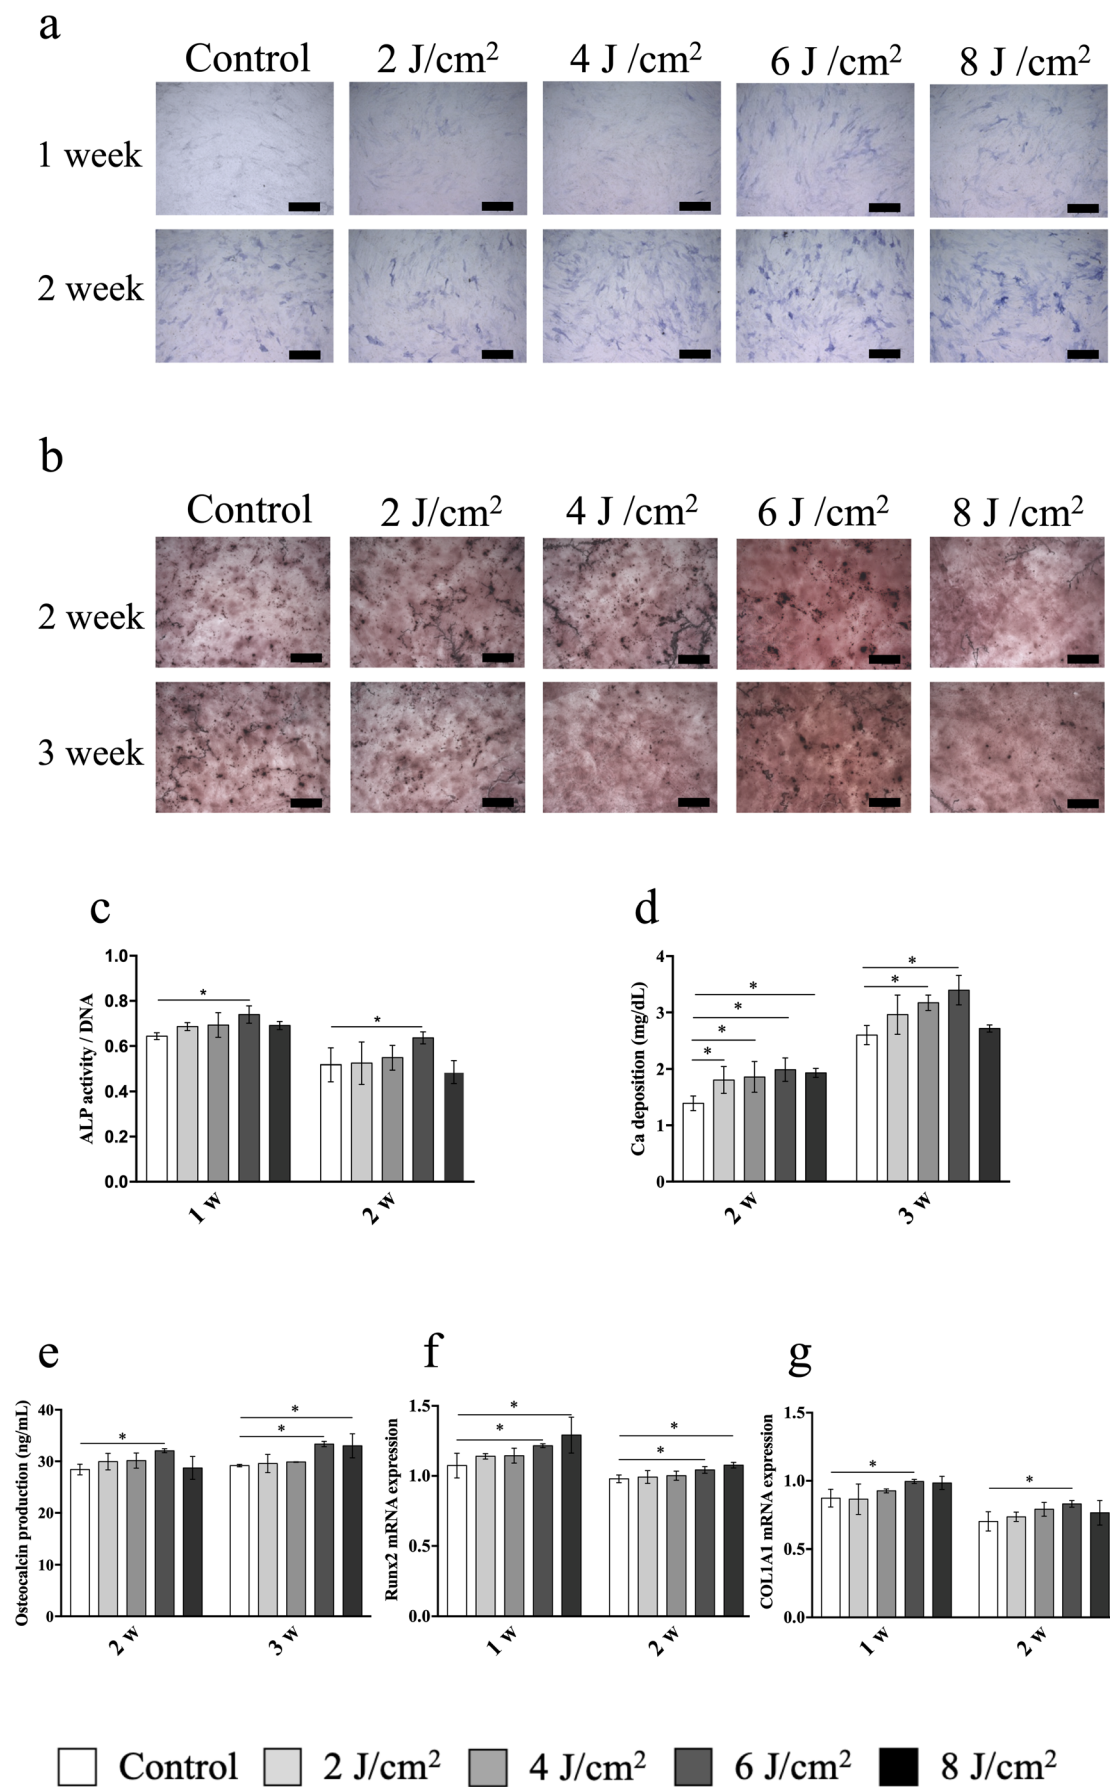 a
Control 2 J/cm² 4 J /cm² 6 J /cm² 8 J /cm²
1 week
2 week
b
Control 2 J/cm² 4 J /cm² 6 J /cm² 8 J /cm²
2 week
3 week
c
ALP activity / DNA
1.0
0.8
0.6
0.4
0.2
0.0
*
*
1 w
2 w
d
Ca deposition (mg/dL)
4
3
2
1
0
*
*
*
*
*
*
2 w
3 w
e
Osteocalcin production (ng/mL)
40
30
20
10
0
*
*
*
2 w
3 w
f
Runx2 mRNA expression
1.5
1.0
0.5
0.0
*
*
*
*
1 w
2 w
g
COL1A1 mRNA expression
1.5
1.0
0.5
0.0
*
*
1 w
2 w
Control 2 J/cm² 4 J/cm² 6 J/cm² 8 J/cm²